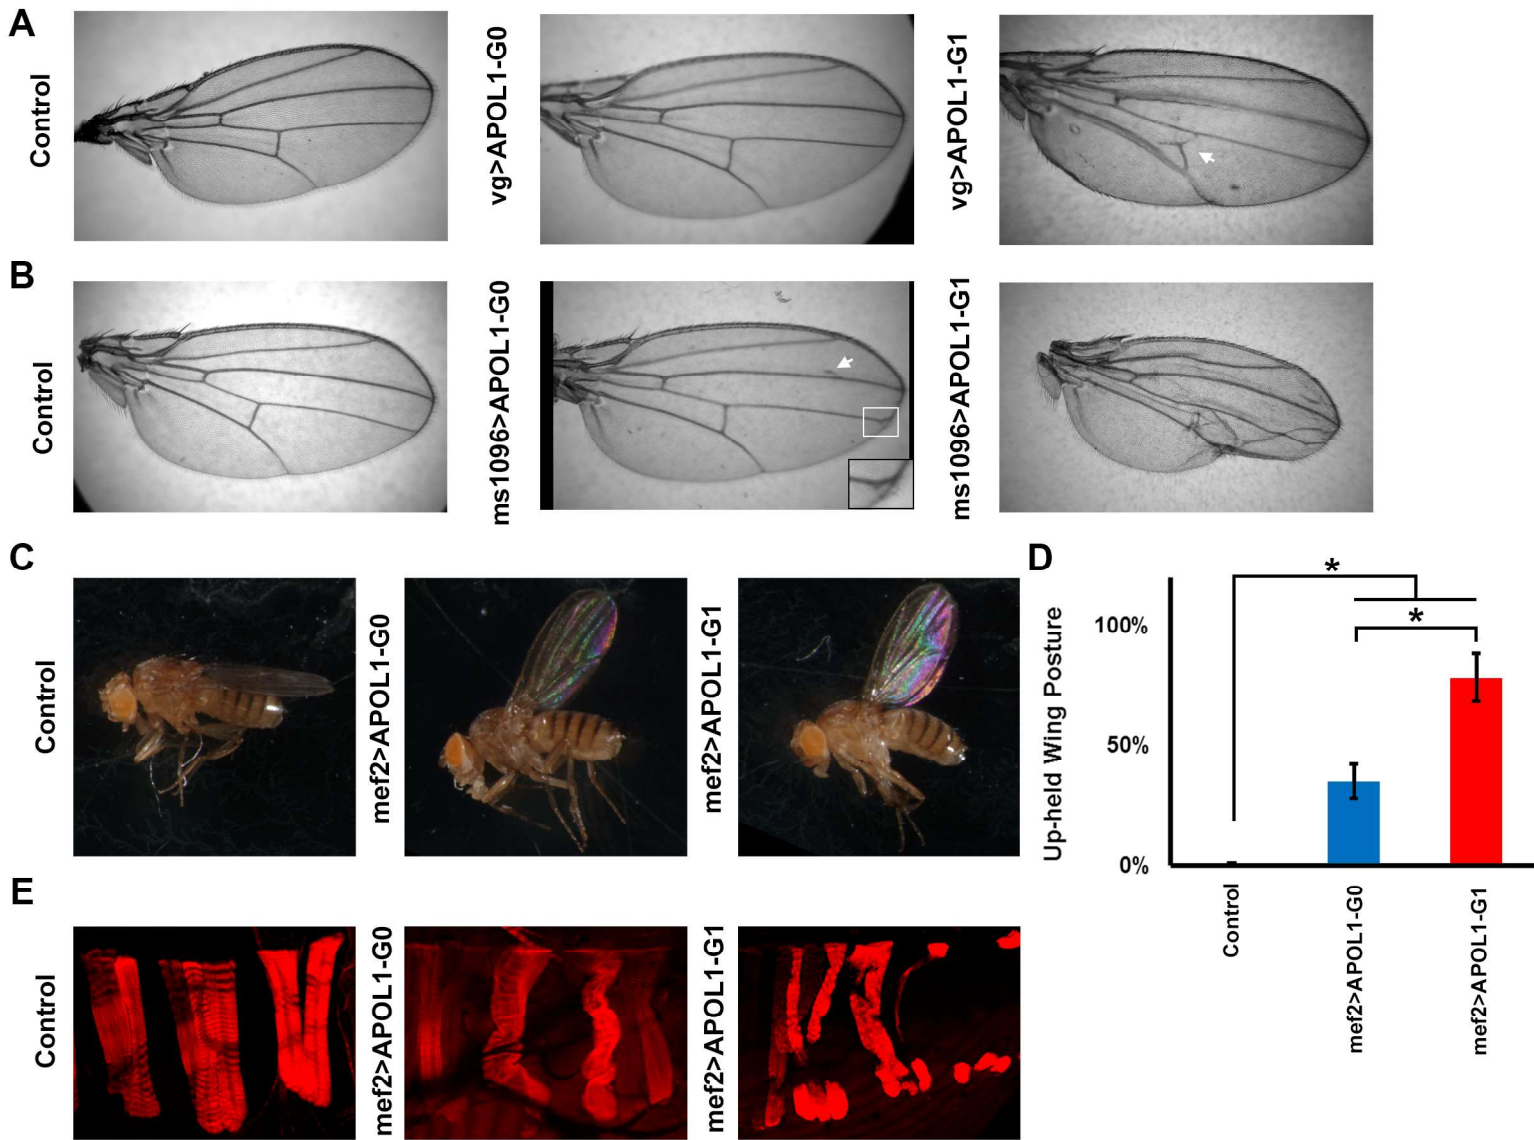 A
Control
vg>APOL1-G0
vg>APOL1-G1
B
Control
ms1096>APOL1-G0
ms1096>APOL1-G1
C
Control
mef2>APOL1-G0
mef2>APOL1-G1
D
*
*
Up-held Wing Posture
100%
50%
0%
Control
mef2>APOL1-G0
mef2>APOL1-G1
E
Control
mef2>APOL1-G0
mef2>APOL1-G1